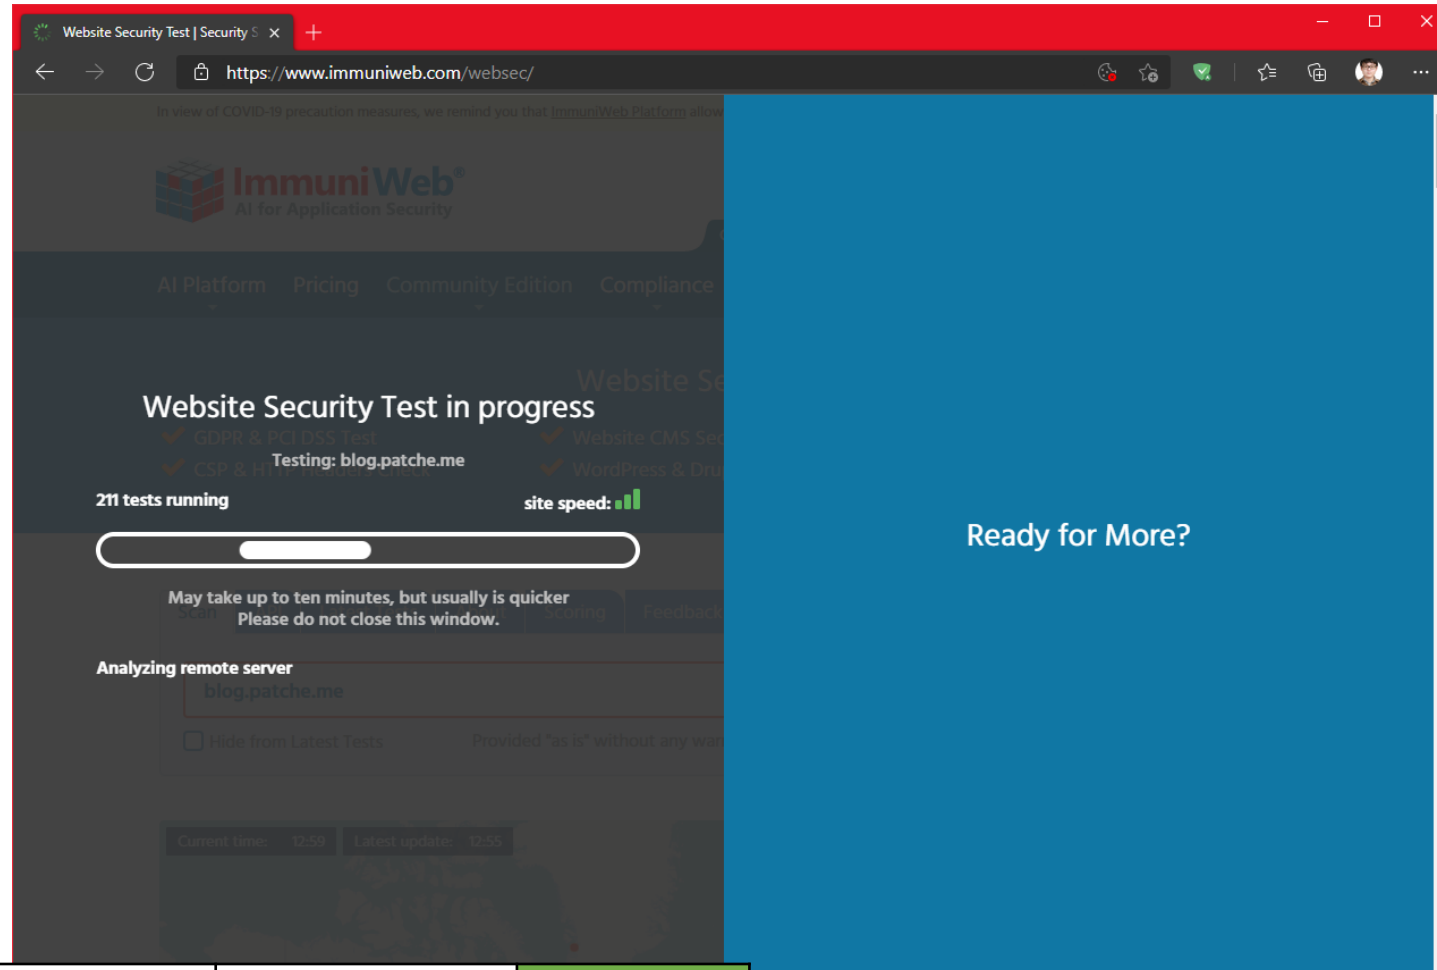 Website Security Test | Security S
https://www.immuniweb.com/websec/
In view of COVID-19 precaution measures, we remind you that ImmuniWeb Platform allow
ImmuniWeb®
AI for Application Security
AI Platform Pricing Community Edition Compliance
Website Se
Website Security Test in progress
GDPR & PCI DSS Test
Website CMS Sec
Testing: blog.patche.me
CSP & HTTP Headers Check
WordPress & Dru
211 tests running
site speed:
Ready for More?
May take up to ten minutes, but usually is quicker
Scan
Scoring Feedback
Please do not close this window.
Analyzing remote server
blog.patche.me
Hide from Latest Tests
Provided "as is" without any war
Current time: 12:59 Latest update: 12:55